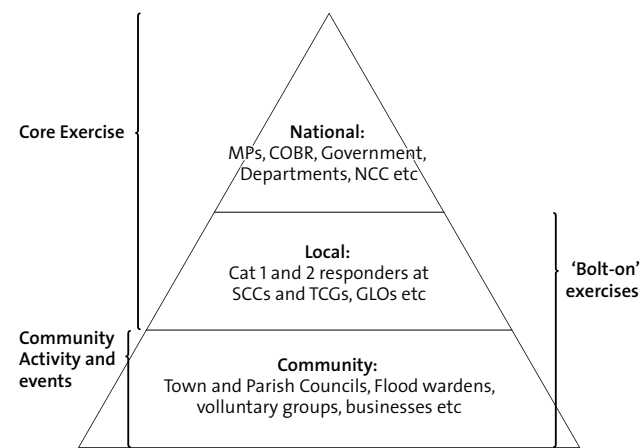 Core Exercise
National:
MPs, COBR, Government,
Departments, NCC etc
Local:
Cat 1 and 2 responders at
SCCs and TCGs, GLOs etc
'Bolt-on'
exercises
Community
Activity and
events
Community:
Town and Parish Councils, Flood wardens,
volluntary groups, businesses etc